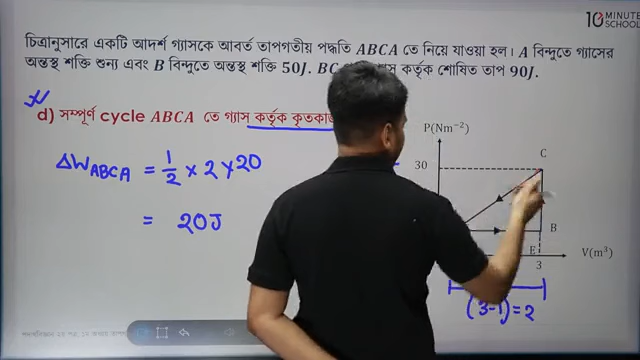 10 MINUTE SCHOOL
চিত্রানুসারে একটি আদর্শ গ্যাসকে আবর্ত তাপগতীয় পদ্ধতি ABCA তে নিয়ে যাওয়া হল। A বিন্দুতে গ্যাসের
অন্তস্থ শক্তি শুন্য এবং B বিন্দুতে অন্তস্থ শক্তি 50J. BC কর্তৃক শোষিত তাপ 90J.
d) সম্পূর্ণ cycle ABCA তে গ্যাস কর্তৃক কৃতকাজ
P(Nm⁻²)
C
30
ΔW_ABCA = 1/2 × 2 × 20
= 20J
B
E
V(m³)
3
(3-1) = 2